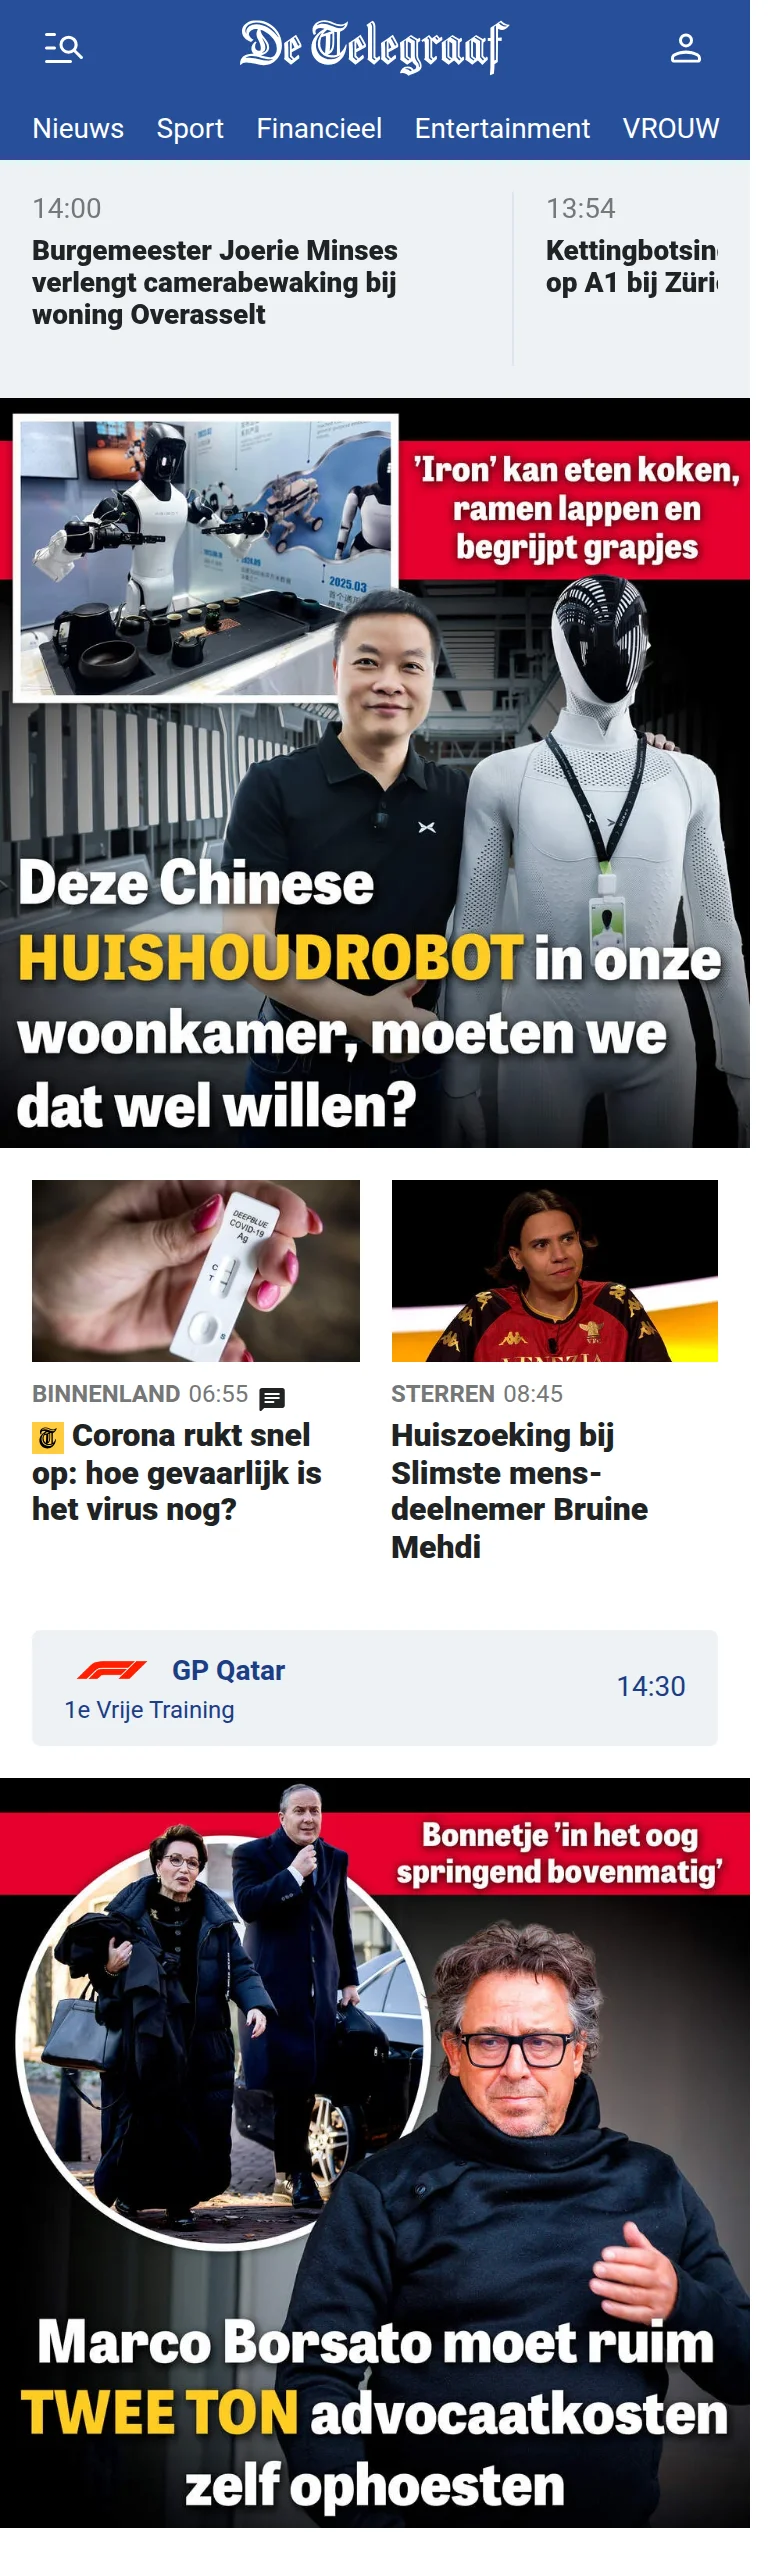 De Telegraaf
Nieuws Sport Financieel Entertainment VROUW
14:00
Burgemeester Joerie Minses
verlengt camerabewaking bij
woning Overasselt
13:54
op A1 bij
2025.03
'Iron' kan eten koken,
ramen lappen en
begrijpt grapjes
Deze Chinese
HUISHOUDROBOT in onze
woonkamer, moeten we
dat wel willen?
DEEPBLUE
COVID-19
Ag
C
T
S
BINNENLAND 06:55
Corona rukt snel
op: hoe gevaarlijk is
het virus nog?
VENEZIA
STERREN 08:45
Huiszoeking bij
Slimste mens-
deelnemer Bruine
Mehdi
F1 GP Qatar
1e Vrije Training
14:30
Bonnetje 'in het oog
springend bovenmatig'
Marco Borsato moet ruim
TWEE TON advocaatkosten
zelf ophoesten